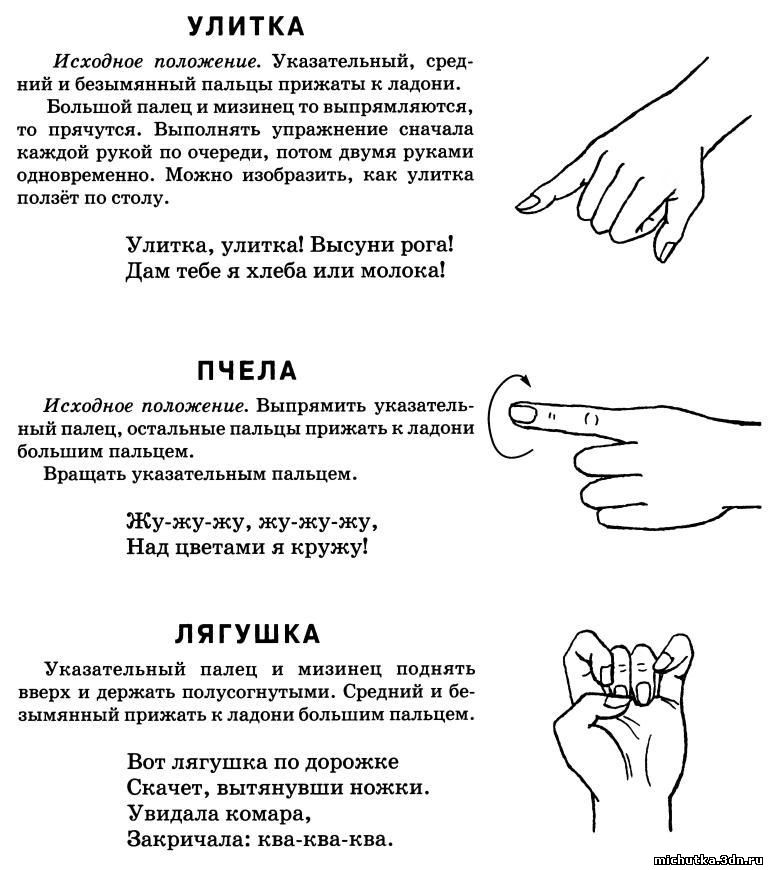 УЛИТКА
Исходное положение. Указательный, сред-
ний и безымянный пальцы прижаты к ладони.
Большой палец и мизинец то выпрямляются,
то прячутся. Выполнять упражнение сначала
каждой рукой по очереди, потом двумя руками
одновременно. Можно изобразить, как улитка
ползёт по столу.
Улитка, улитка! Высуни рога!
Дам тебе я хлеба или молока!
ПЧЕЛА
Исходное положение. Выпрямить указатель-
ный палец, остальные пальцы прижать к ладони
большим пальцем.
Вращать указательным пальцем.
Жу-жу-жу, жу-жу-жу,
Над цветами я кружу!
ЛЯГУШКА
Указательный палец и мизинец поднять
вверх и держать полусогнутыми. Средний и бе-
зымянный прижать к ладони большим пальцем.
Вот лягушка по дорожке
Скачет, вытянувши ножки.
Увидала комара,
Закричала: ква-ква-ква.
michutka.3dn.ru